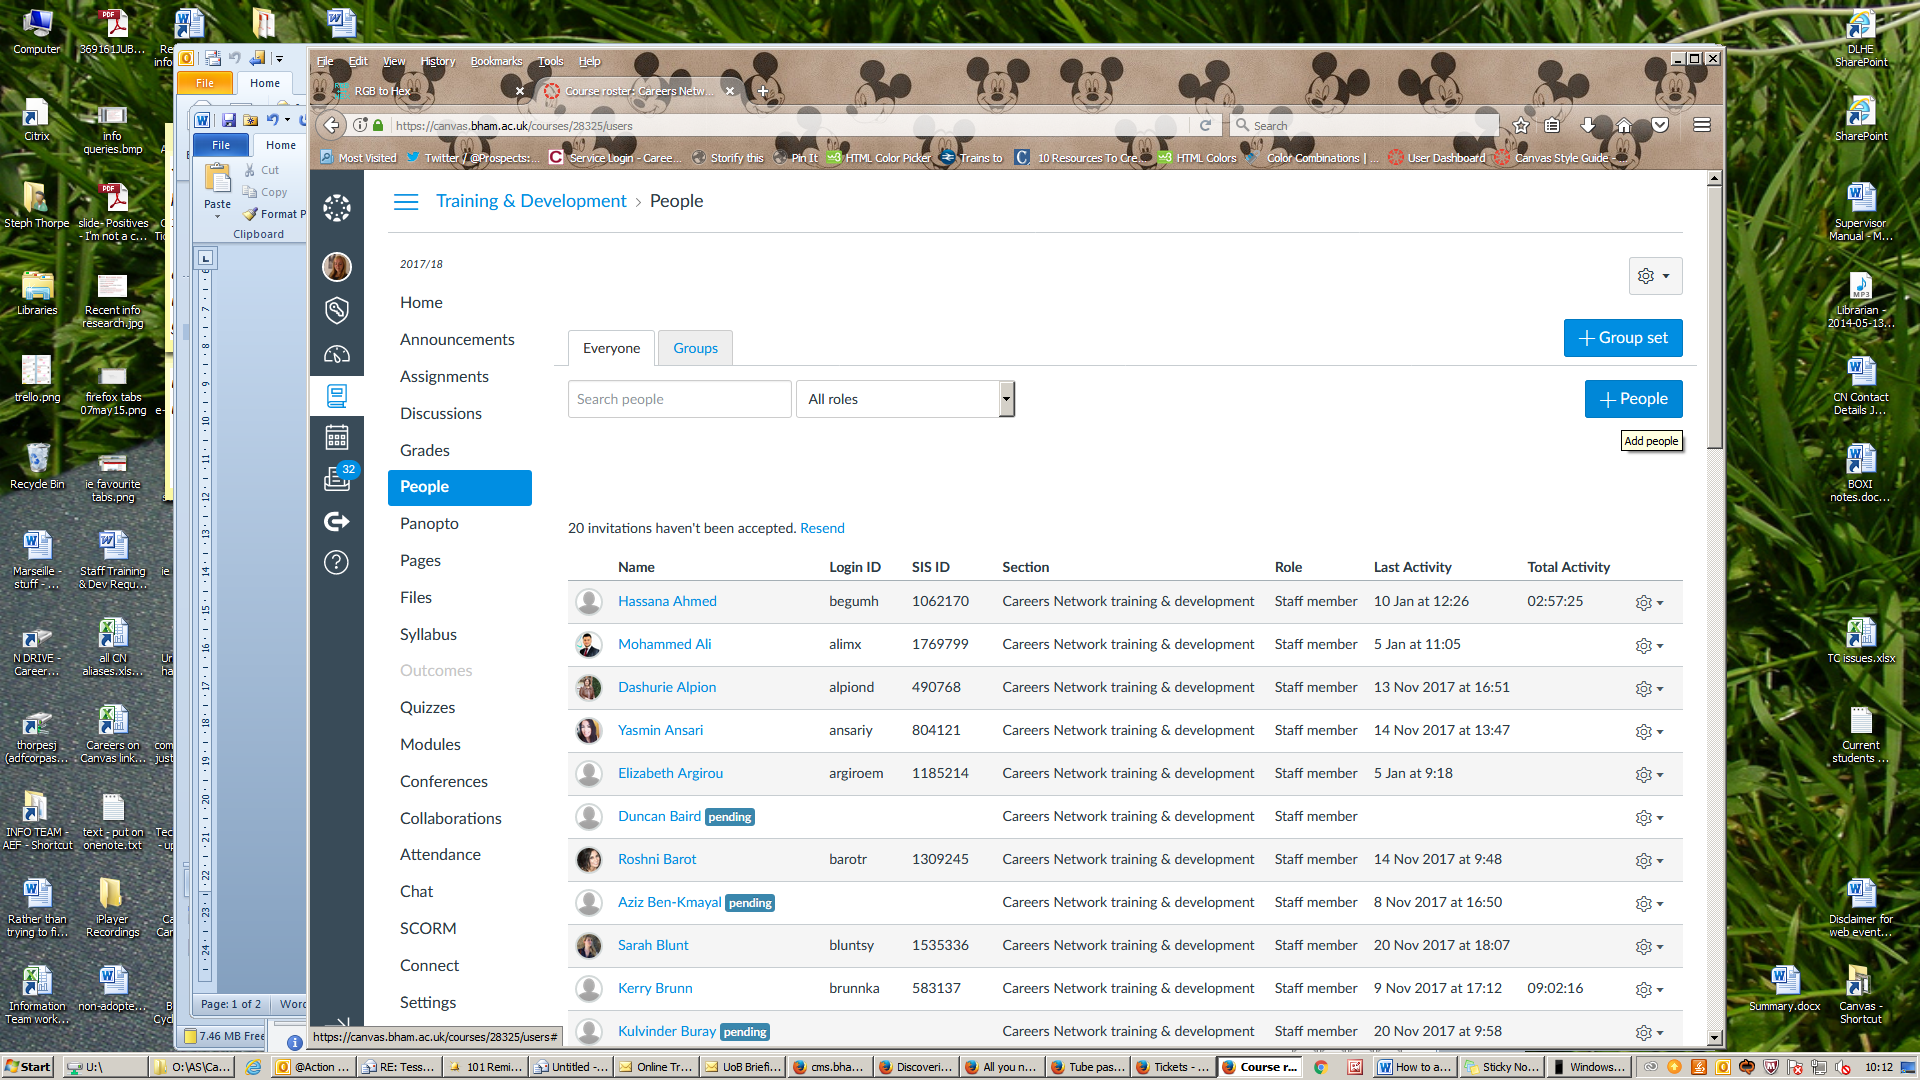 Computer
369161JUB...
Citrix
info queries.bmp
Steph Thorpe
slide- Positives - I'm not a c...
Libraries
Recent info research.jpg
trello.png
firefox tabs 07may15.png
Recycle Bin
ie favourite tabs.png
Marseille - stuff - ...
Staff Training & Dev Requ...
N DRIVE - Career ...
all CN aliases.xls...
thorpesj (adfcorpas...
Careers on Canvas link...
INFO TEAM - AEF - Shortcut
text - put on onenote.txt
Rather than trying to fi...
iPlayer Recordings
Information Team work...
non-adopte...
File
Home
File
Home
Cut
Copy
Paste
Format P
Clipboard
Page: 1 of 2
Word
7.46 MB Free
File Edit View History Bookmarks Tools Help
RGB to Hex
Course roster: Careers Netw...
https://canvas.bham.ac.uk/courses/28325/users
Search
Most Visited
Twitter / @Prospects:...
Service Login - Caree...
Storify this
Pin It
HTML Color Picker
Trains to
10 Resources To Cre...
HTML Colors
Color Combinations | ...
User Dashboard
Canvas Style Guide -...
Training & Development > People
2017/18
32
Home
Announcements
Assignments
Discussions
Grades
People
Panopto
Pages
Files
Syllabus
Outcomes
Quizzes
Modules
Conferences
Collaborations
Attendance
Chat
SCORM
Connect
Settings
Everyone
Groups
+ Group set
Search people
All roles
+ People
Add people
20 invitations haven't been accepted. Resend
Name Login ID SIS ID Section Role Last Activity Total Activity
Hassana Ahmed begumh 1062170 Careers Network training & development Staff member 10 Jan at 12:26 02:57:25
Mohammed Ali alimx 1769799 Careers Network training & development Staff member 5 Jan at 11:05
Dashurie Alpion alpiond 490768 Careers Network training & development Staff member 13 Nov 2017 at 16:51
Yasmin Ansari ansariy 804121 Careers Network training & development Staff member 14 Nov 2017 at 13:47
Elizabeth Argirou argiroem 1185214 Careers Network training & development Staff member 5 Jan at 9:18
Duncan Baird pending Careers Network training & development Staff member
Roshni Barot barotr 1309245 Careers Network training & development Staff member 14 Nov 2017 at 9:48
Aziz Ben-Kmayal pending Careers Network training & development Staff member 8 Nov 2017 at 16:50
Sarah Blunt bluntsy 1535336 Careers Network training & development Staff member 20 Nov 2017 at 18:07
Kerry Brunn brunnka 583137 Careers Network training & development Staff member 9 Nov 2017 at 17:12 09:02:16
Kulvinder Buray pending Careers Network training & development Staff member 20 Nov 2017 at 9:58
https://canvas.bham.ac.uk/courses/28325/users#
DLHE SharePoint
SharePoint
Supervisor Manual - M...
Librarian - 2014-05-13...
CN Contact Details J...
BOXI notes.doc...
TC issues.xlsx
Current students ...
Disclaimer for web event...
Summary.docx
Canvas - Shortcut
Start
U:\
O:\AS\Ca...
@Action ...
RE: Tess...
101 Remi...
Untitled -...
Online Tr...
UoB Briefi...
cms.bha...
Discoveri...
All you n...
Tube pas...
Tickets - ...
Course r...
How to a...
Sticky No...
Windows...
10:12